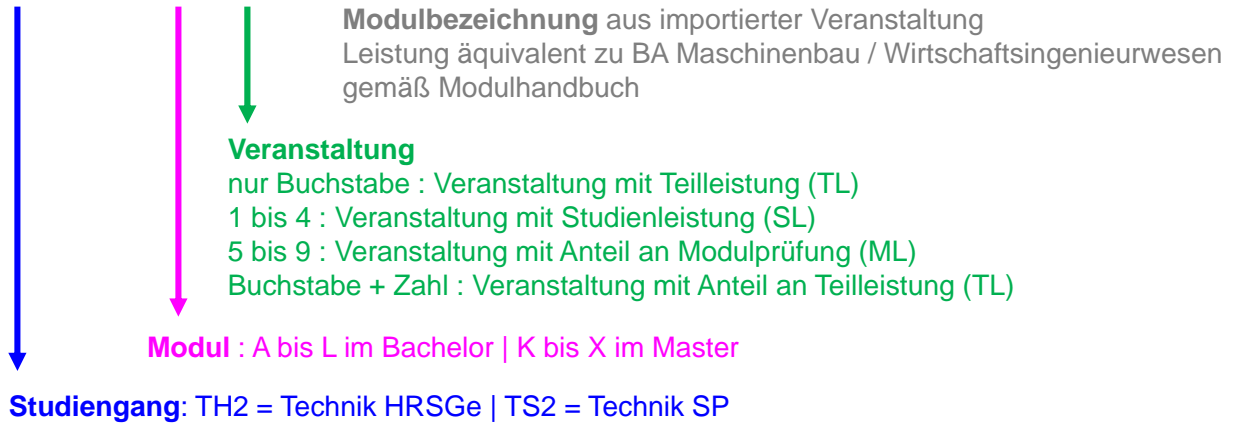 Modulbezeichnung aus importierter Veranstaltung
Leistung äquivalent zu BA Maschinenbau / Wirtschaftsingenieurwesen
gemäß Modulhandbuch
Veranstaltung
nur Buchstabe : Veranstaltung mit Teilleistung (TL)
1 bis 4 : Veranstaltung mit Studienleistung (SL)
5 bis 9 : Veranstaltung mit Anteil an Modulprüfung (ML)
Buchstabe + Zahl : Veranstaltung mit Anteil an Teilleistung (TL)
Modul : A bis L im Bachelor | K bis X im Master
Studiengang: TH2 = Technik HRSGe | TS2 = Technik SP